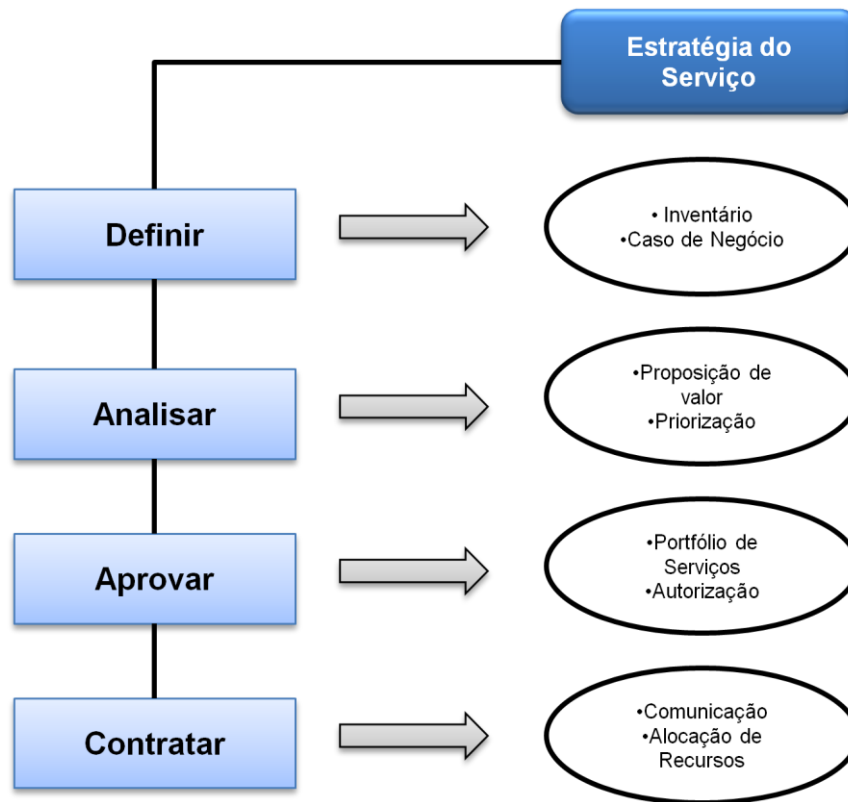 Estratégia do
Serviço
Definir
• Inventário
•Caso de Negócio
Analisar
•Proposição de
valor
•Priorização
Aprovar
•Portfólio de
Serviços
•Autorização
Contratar
•Comunicação
•Alocação de
Recursos